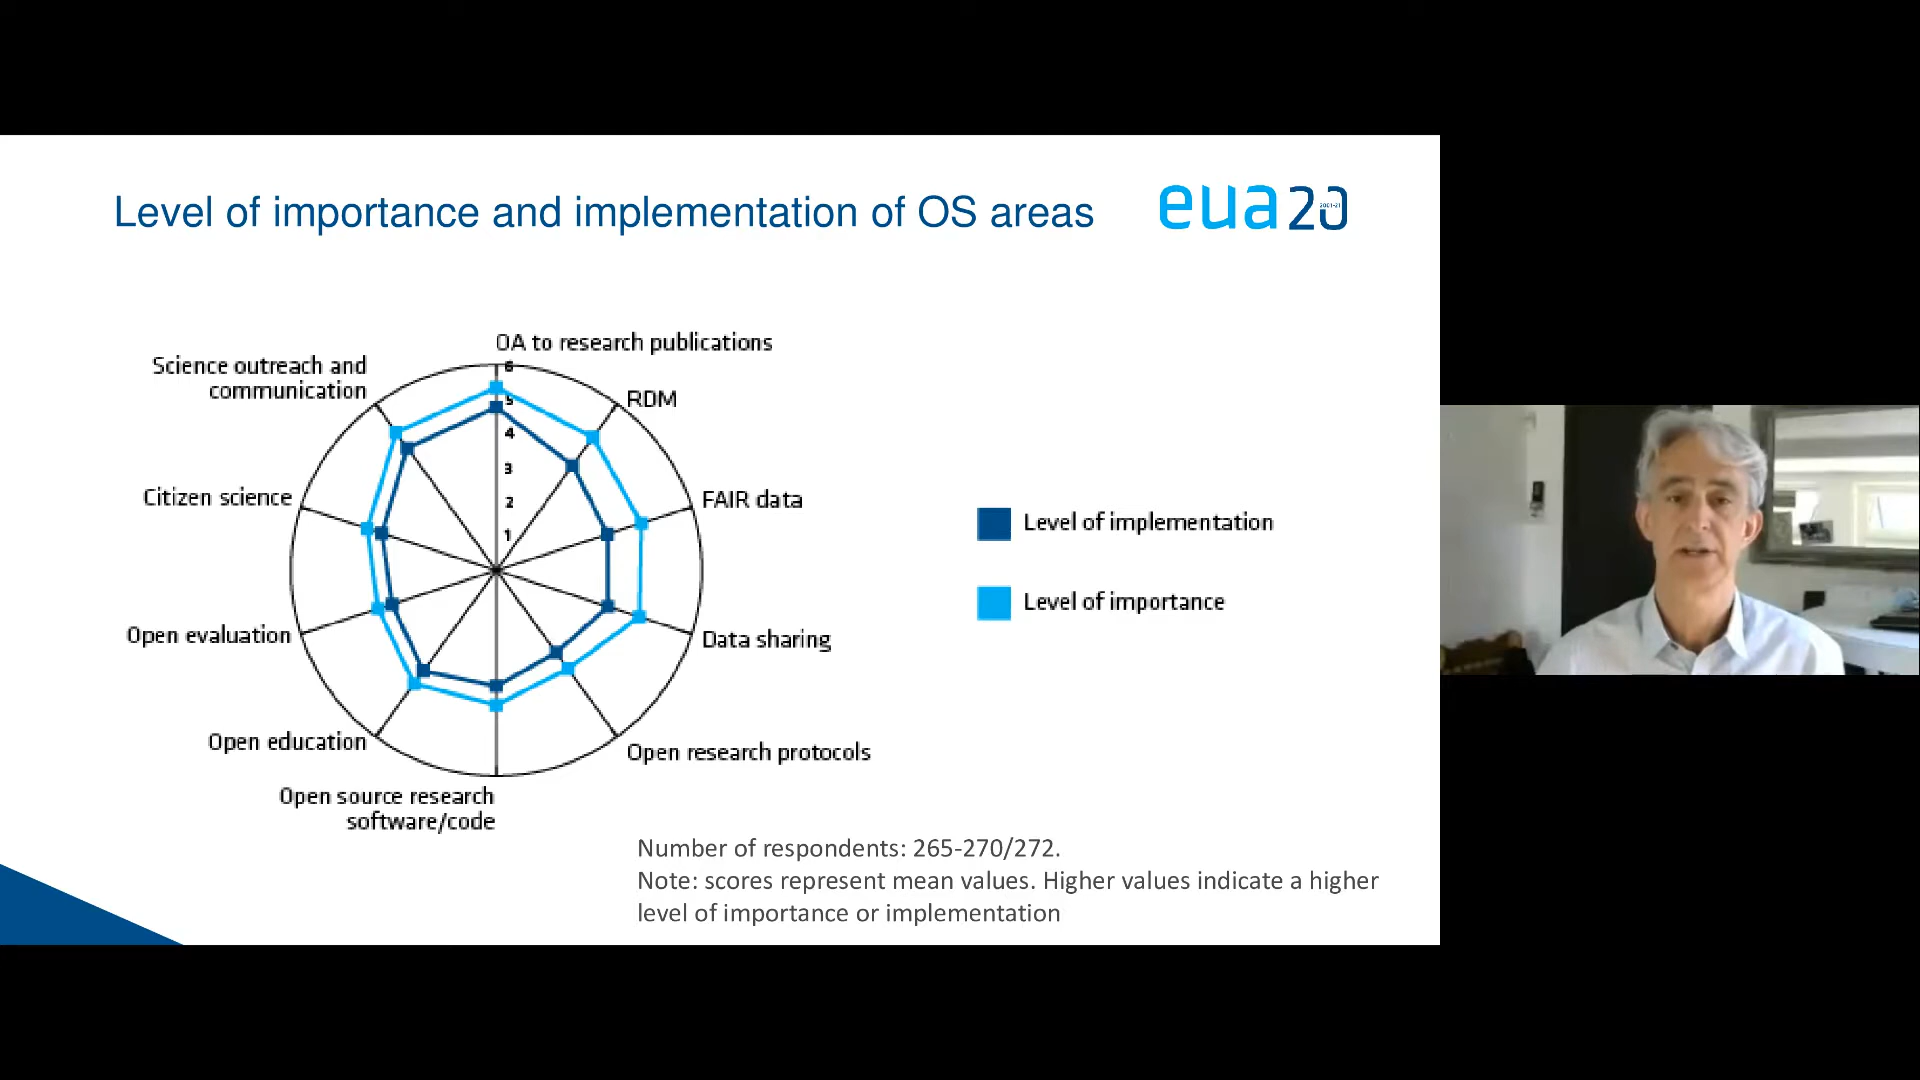 Level of importance and implementation of OS areas
eua20
2001-21
OA to research publications
Science outreach and
communication
RDM
6
5
4
3
2
1
Citizen science
FAIR data
Open evaluation
Data sharing
Open education
Open research protocols
Open source research
software/code
Level of implementation
Level of importance
Number of respondents: 265-270/272.
Note: scores represent mean values. Higher values indicate a higher
level of importance or implementation